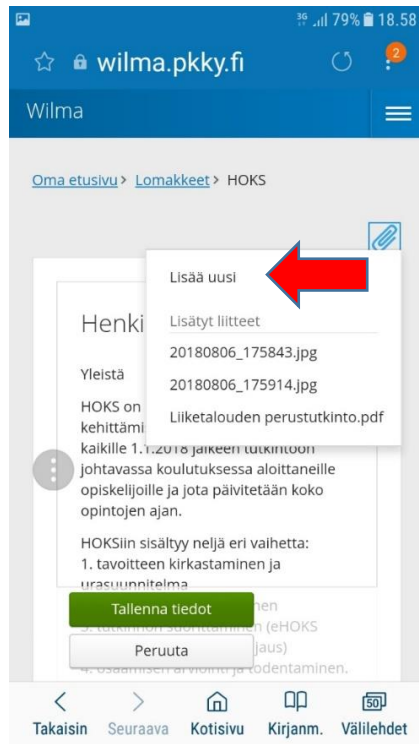 3G 79% 18.58
wilma.pkky.fi
2
Wilma
Oma etusivu > Lomakkeet > HOKS
Lisää uusi
Lisätyt liitteet
20180806_175843.jpg
20180806_175914.jpg
Liiketalouden perustutkinto.pdf
Henki
Yleistä
HOKS on
kehittämi
kaikille 1.1.2018 jälkeen tutkintoon
johtavassa koulutuksessa aloittaneille
opiskelijoille ja jota päivitetään koko
opintojen ajan.
HOKSiin sisältyy neljä eri vaihetta:
1. tavoitteen kirkastaminen ja
urasuunnitelma
nen
Tallenna tiedot
3. tutkinnon suorittaminen (eHOKS
jaus)
Peruuta
4. osaamisen arviointi ja todentaminen.
50
Takaisin Seuraava Kotisivu Kirjanm. Välilehdet